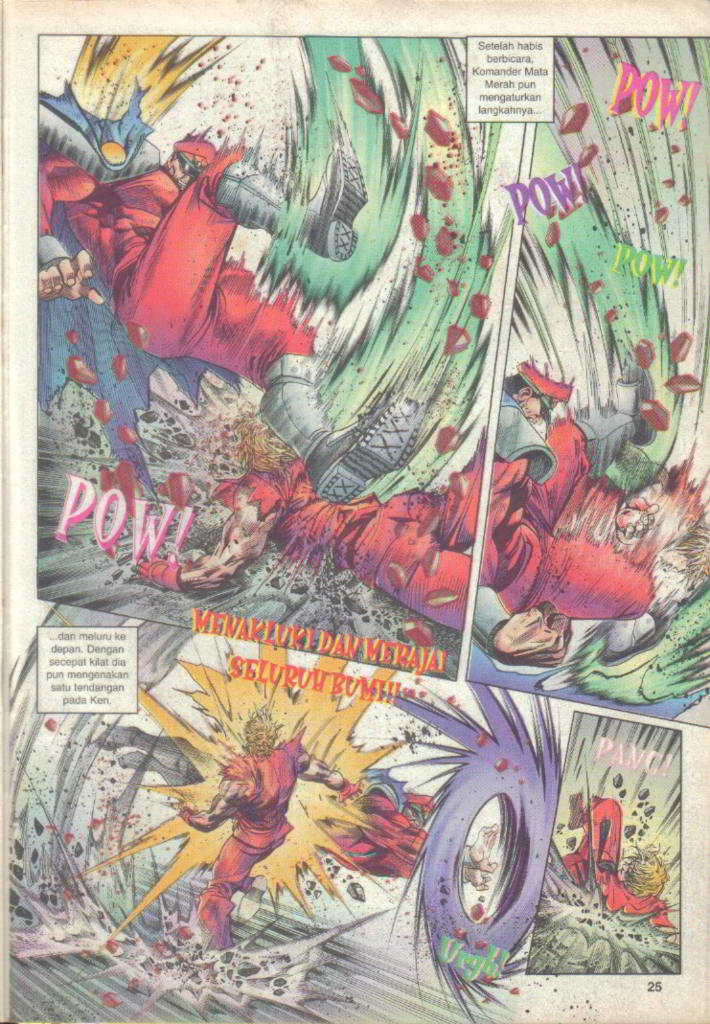 Setelah habis
berbicara,
Komander Mata
Merah pun
mengaturkan
langkahnya...
POW!
POW!
POW!
POW!
...dan meluru ke
depan. Dengan
secepat kilat dia
pun mengenakan
satu tendangan
pada Ken.
MENAKLUKI DAN MERAJAI
SELURUH BUMI!!
PANG!
Urgh!
25